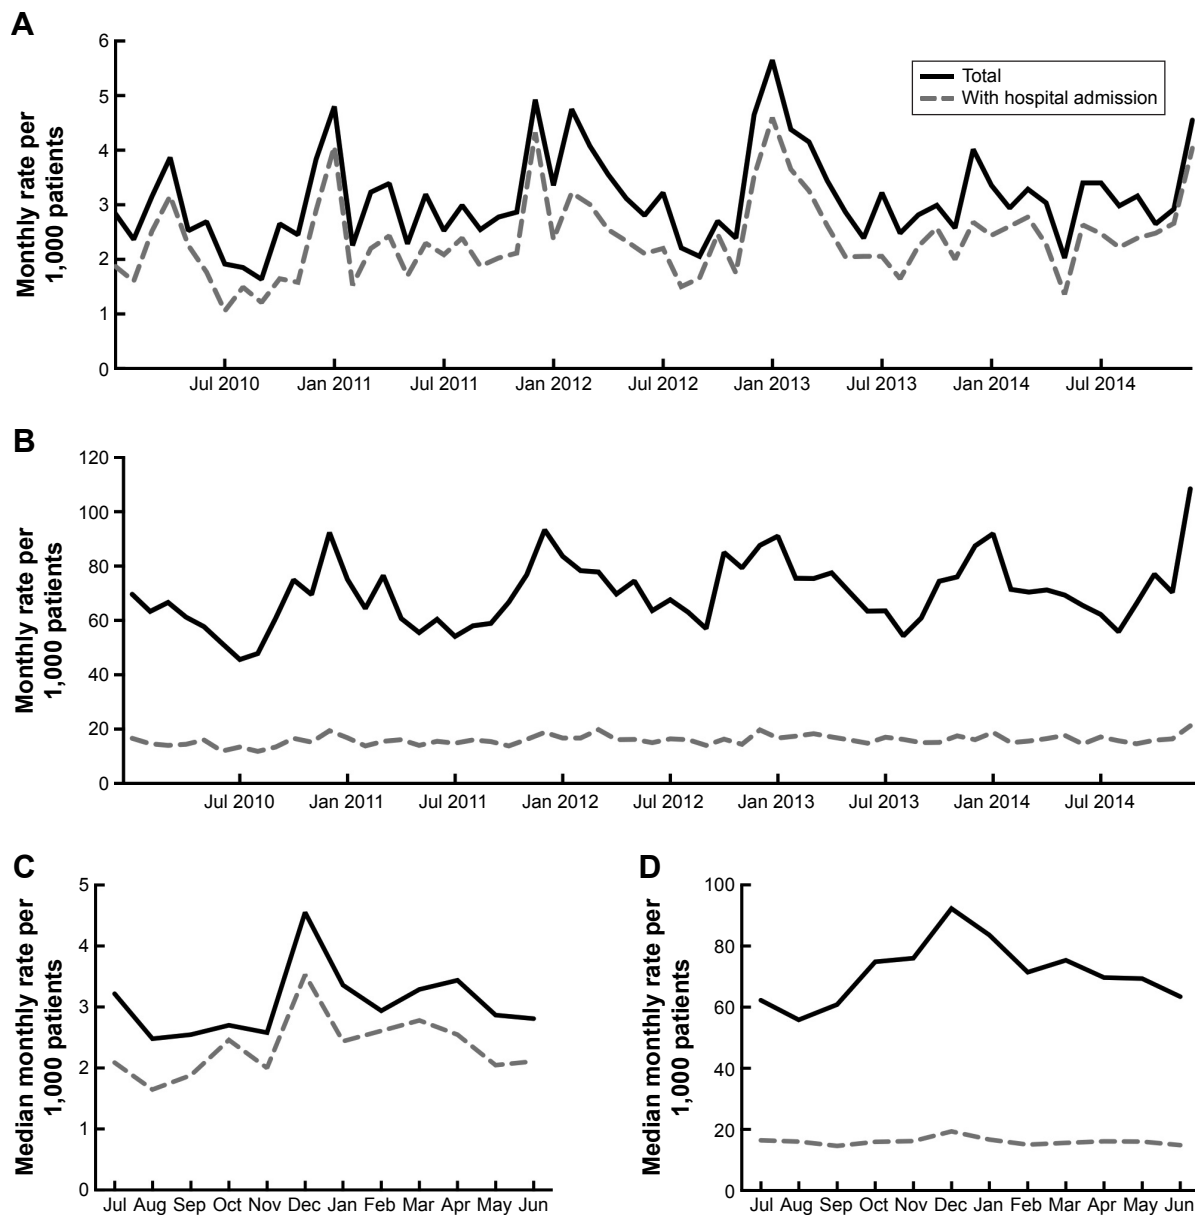 A
Monthly rate per
1,000 patients
6
5
4
3
2
1
0
Total
With hospital admission
Jul 2010 Jan 2011 Jul 2011 Jan 2012 Jul 2012 Jan 2013 Jul 2013 Jan 2014 Jul 2014
B
Monthly rate per
1,000 patients
120
100
80
60
40
20
0
Jul 2010 Jan 2011 Jul 2011 Jan 2012 Jul 2012 Jan 2013 Jul 2013 Jan 2014 Jul 2014
C
Median monthly rate per
1,000 patients
5
4
3
2
1
0
Jul Aug Sep Oct Nov Dec Jan Feb Mar Apr May Jun
D
Median monthly rate per
1,000 patients
100
80
60
40
20
0
Jul Aug Sep Oct Nov Dec Jan Feb Mar Apr May Jun